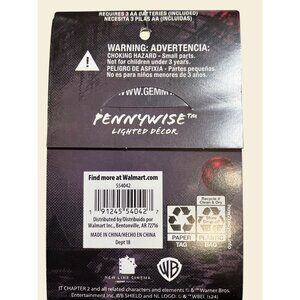 REQUIRES 3 AA BATTERIES (INCLUDED)
NECESITA 3 PILAS AA (INCLUIDAS)
WARNING: ADVERTENCIA:
CHOKING HAZARD - Small parts.
Not for children under 3 years.
PELIGRO DE ASFIXIA - Partes pequeños.
No es para niños menores de 3 años.
WWW.GEMMY
PENNYWISE™
LIGHTED DÉCOR
Find more at Walmart.com
554042
1 91245 54042 7
Distributed by/Distribuido por
Walmart Inc., Bentonville, AR 72716
MADE IN CHINA/HECHO EN CHINA
Dept 18
Recycle if
Clean & Dry
PAPER
TAG
PLASTIC
BAG
NEW LINE CINEMA
WB
IT CHAPTER 2 and all related characters and elements © & ™ Warner Bros.
Entertainment Inc. WB SHIELD and NL LOGO: © & ™ WBEI. (s24)